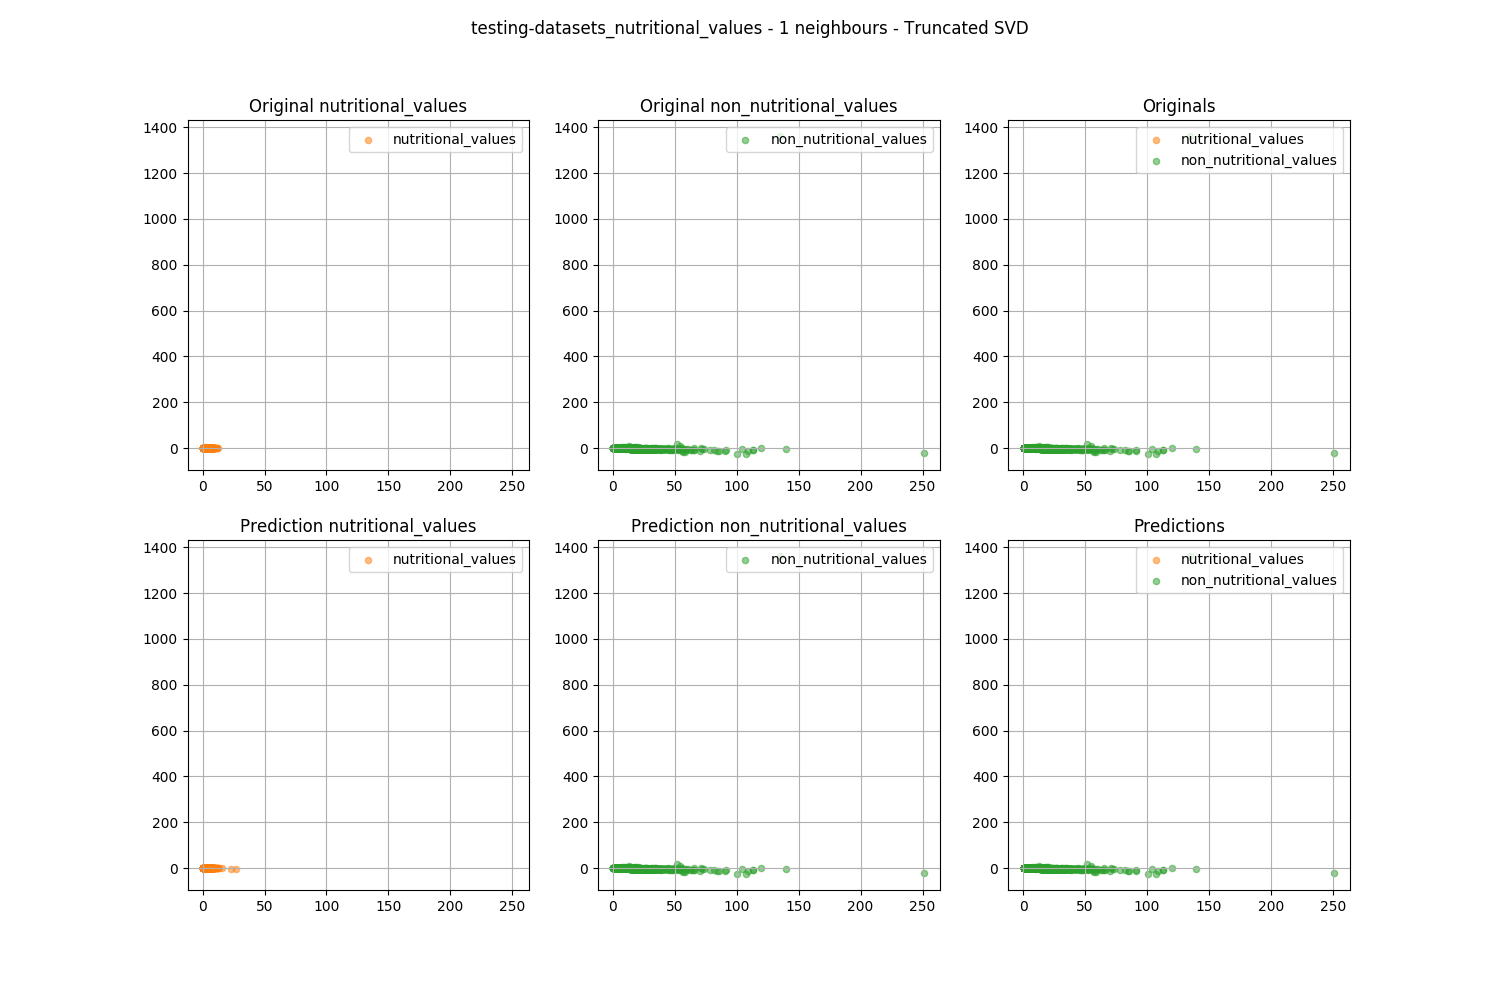 testing-datasets_nutritional_values - 1 neighbours - Truncated SVD
Original nutritional_values
Original non_nutritional_values
Originals
nutritional_values
non_nutritional_values
nutritional_values
non_nutritional_values
1400
1200
1000
800
600
400
200
0
0 50 100 150 200 250
1400
1200
1000
800
600
400
200
0
0 50 100 150 200 250
1400
1200
1000
800
600
400
200
0
0 50 100 150 200 250
Prediction nutritional_values
Prediction non_nutritional_values
Predictions
nutritional_values
non_nutritional_values
nutritional_values
non_nutritional_values
1400
1200
1000
800
600
400
200
0
0 50 100 150 200 250
1400
1200
1000
800
600
400
200
0
0 50 100 150 200 250
1400
1200
1000
800
600
400
200
0
0 50 100 150 200 250